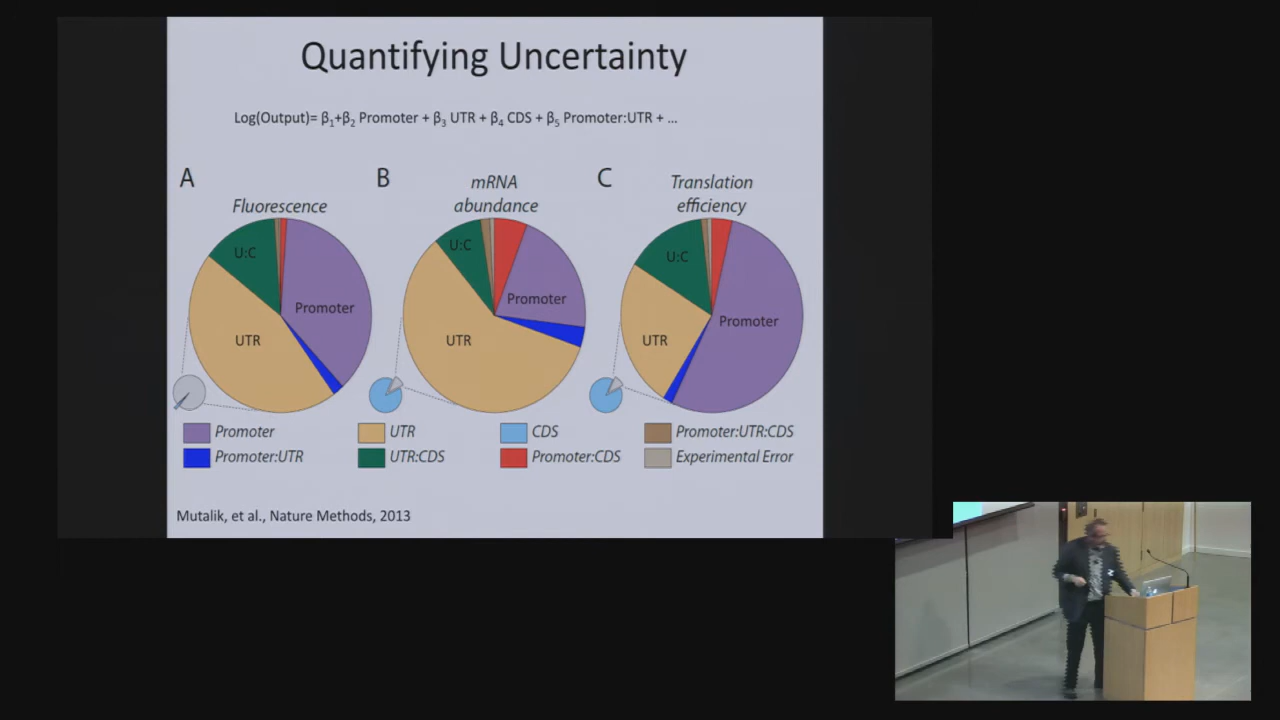 Quantifying Uncertainty
Log(Output)= β1+β2 Promoter + β3 UTR + β4 CDS + β5 Promoter:UTR + ...
A
Fluorescence
U:C
Promoter
UTR
B
mRNA
abundance
U:C
Promoter
UTR
C
Translation
efficiency
U:C
Promoter
UTR
Promoter
UTR
CDS
Promoter:UTR:CDS
Promoter:UTR
UTR:CDS
Promoter:CDS
Experimental Error
Mutalik, et al., Nature Methods, 2013